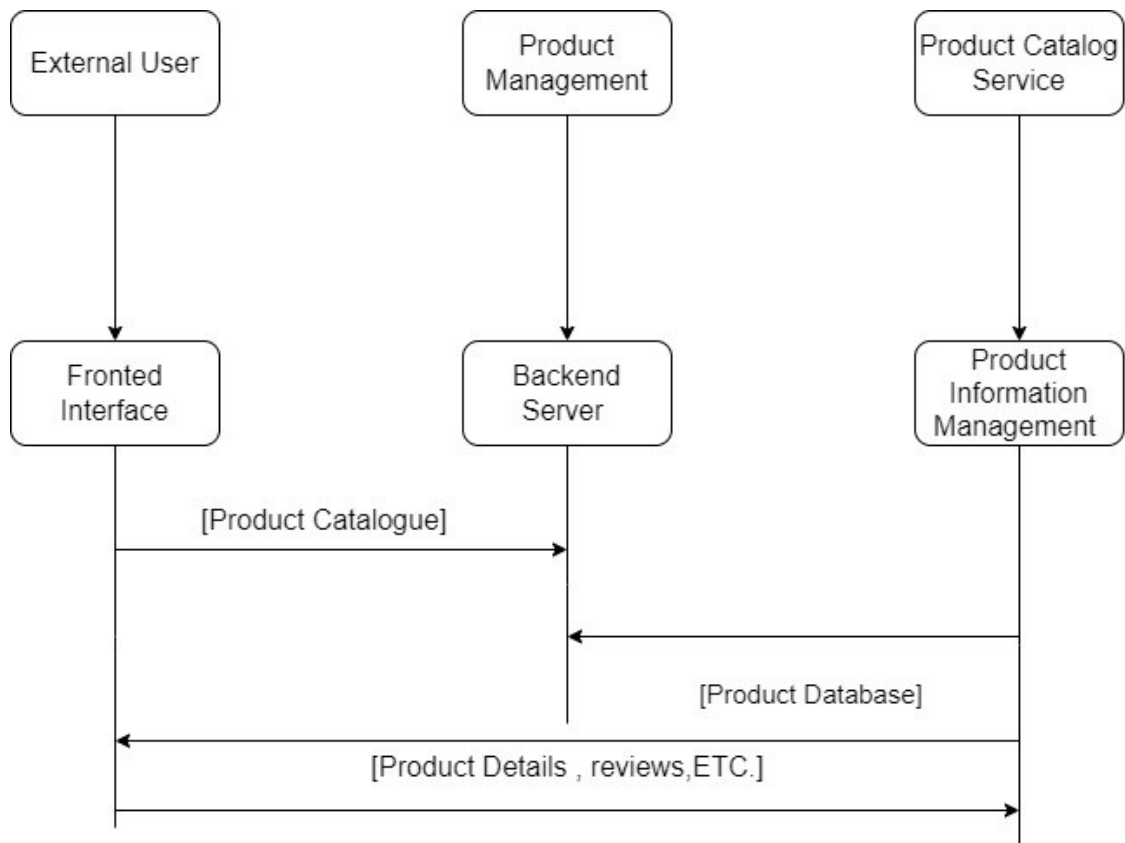 External User
Product
Management
Product Catalog
Service
Fronted
Interface
Backend
Server
Product
Information
Management
[Product Catalogue]
[Product Database]
[Product Details , reviews,ETC.]